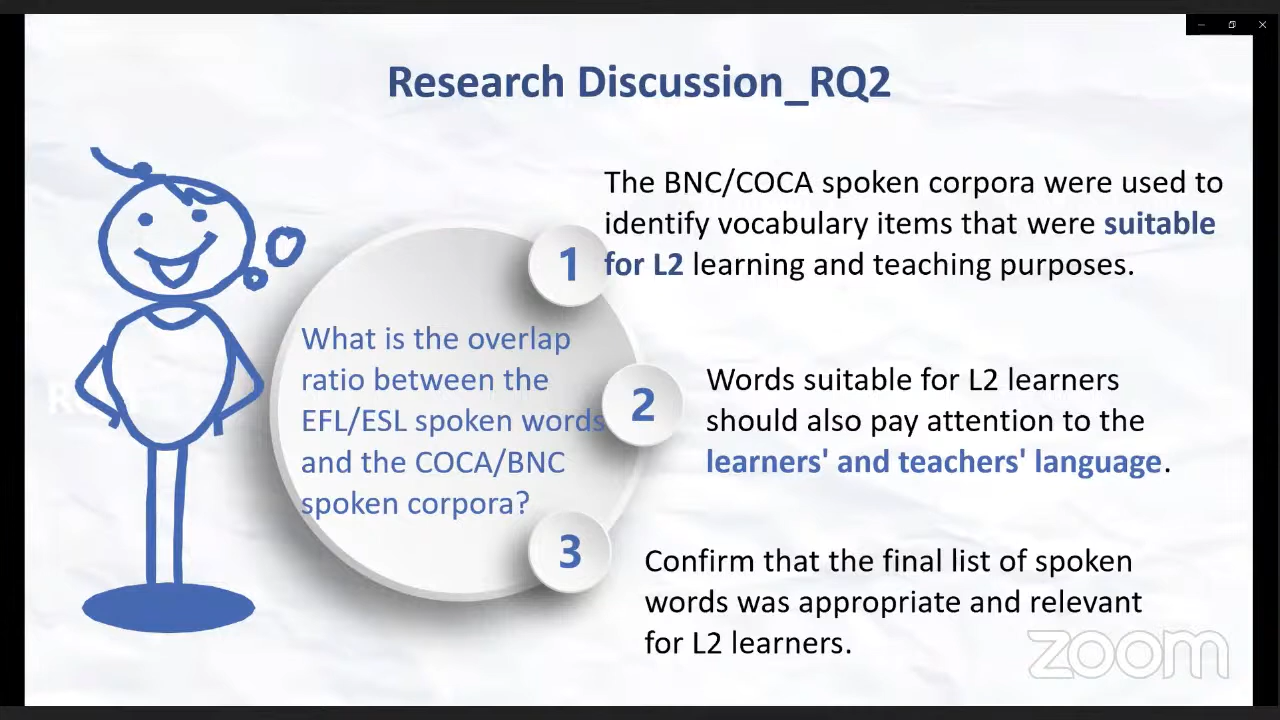 Research Discussion_RQ2
The BNC/COCA spoken corpora were used to
identify vocabulary items that were suitable
for L2 learning and teaching purposes.
1
What is the overlap
ratio between the
EFL/ESL spoken words
and the COCA/BNC
spoken corpora?
2
Words suitable for L2 learners
should also pay attention to the
learners' and teachers' language.
3
Confirm that the final list of spoken
words was appropriate and relevant
for L2 learners.
zoom